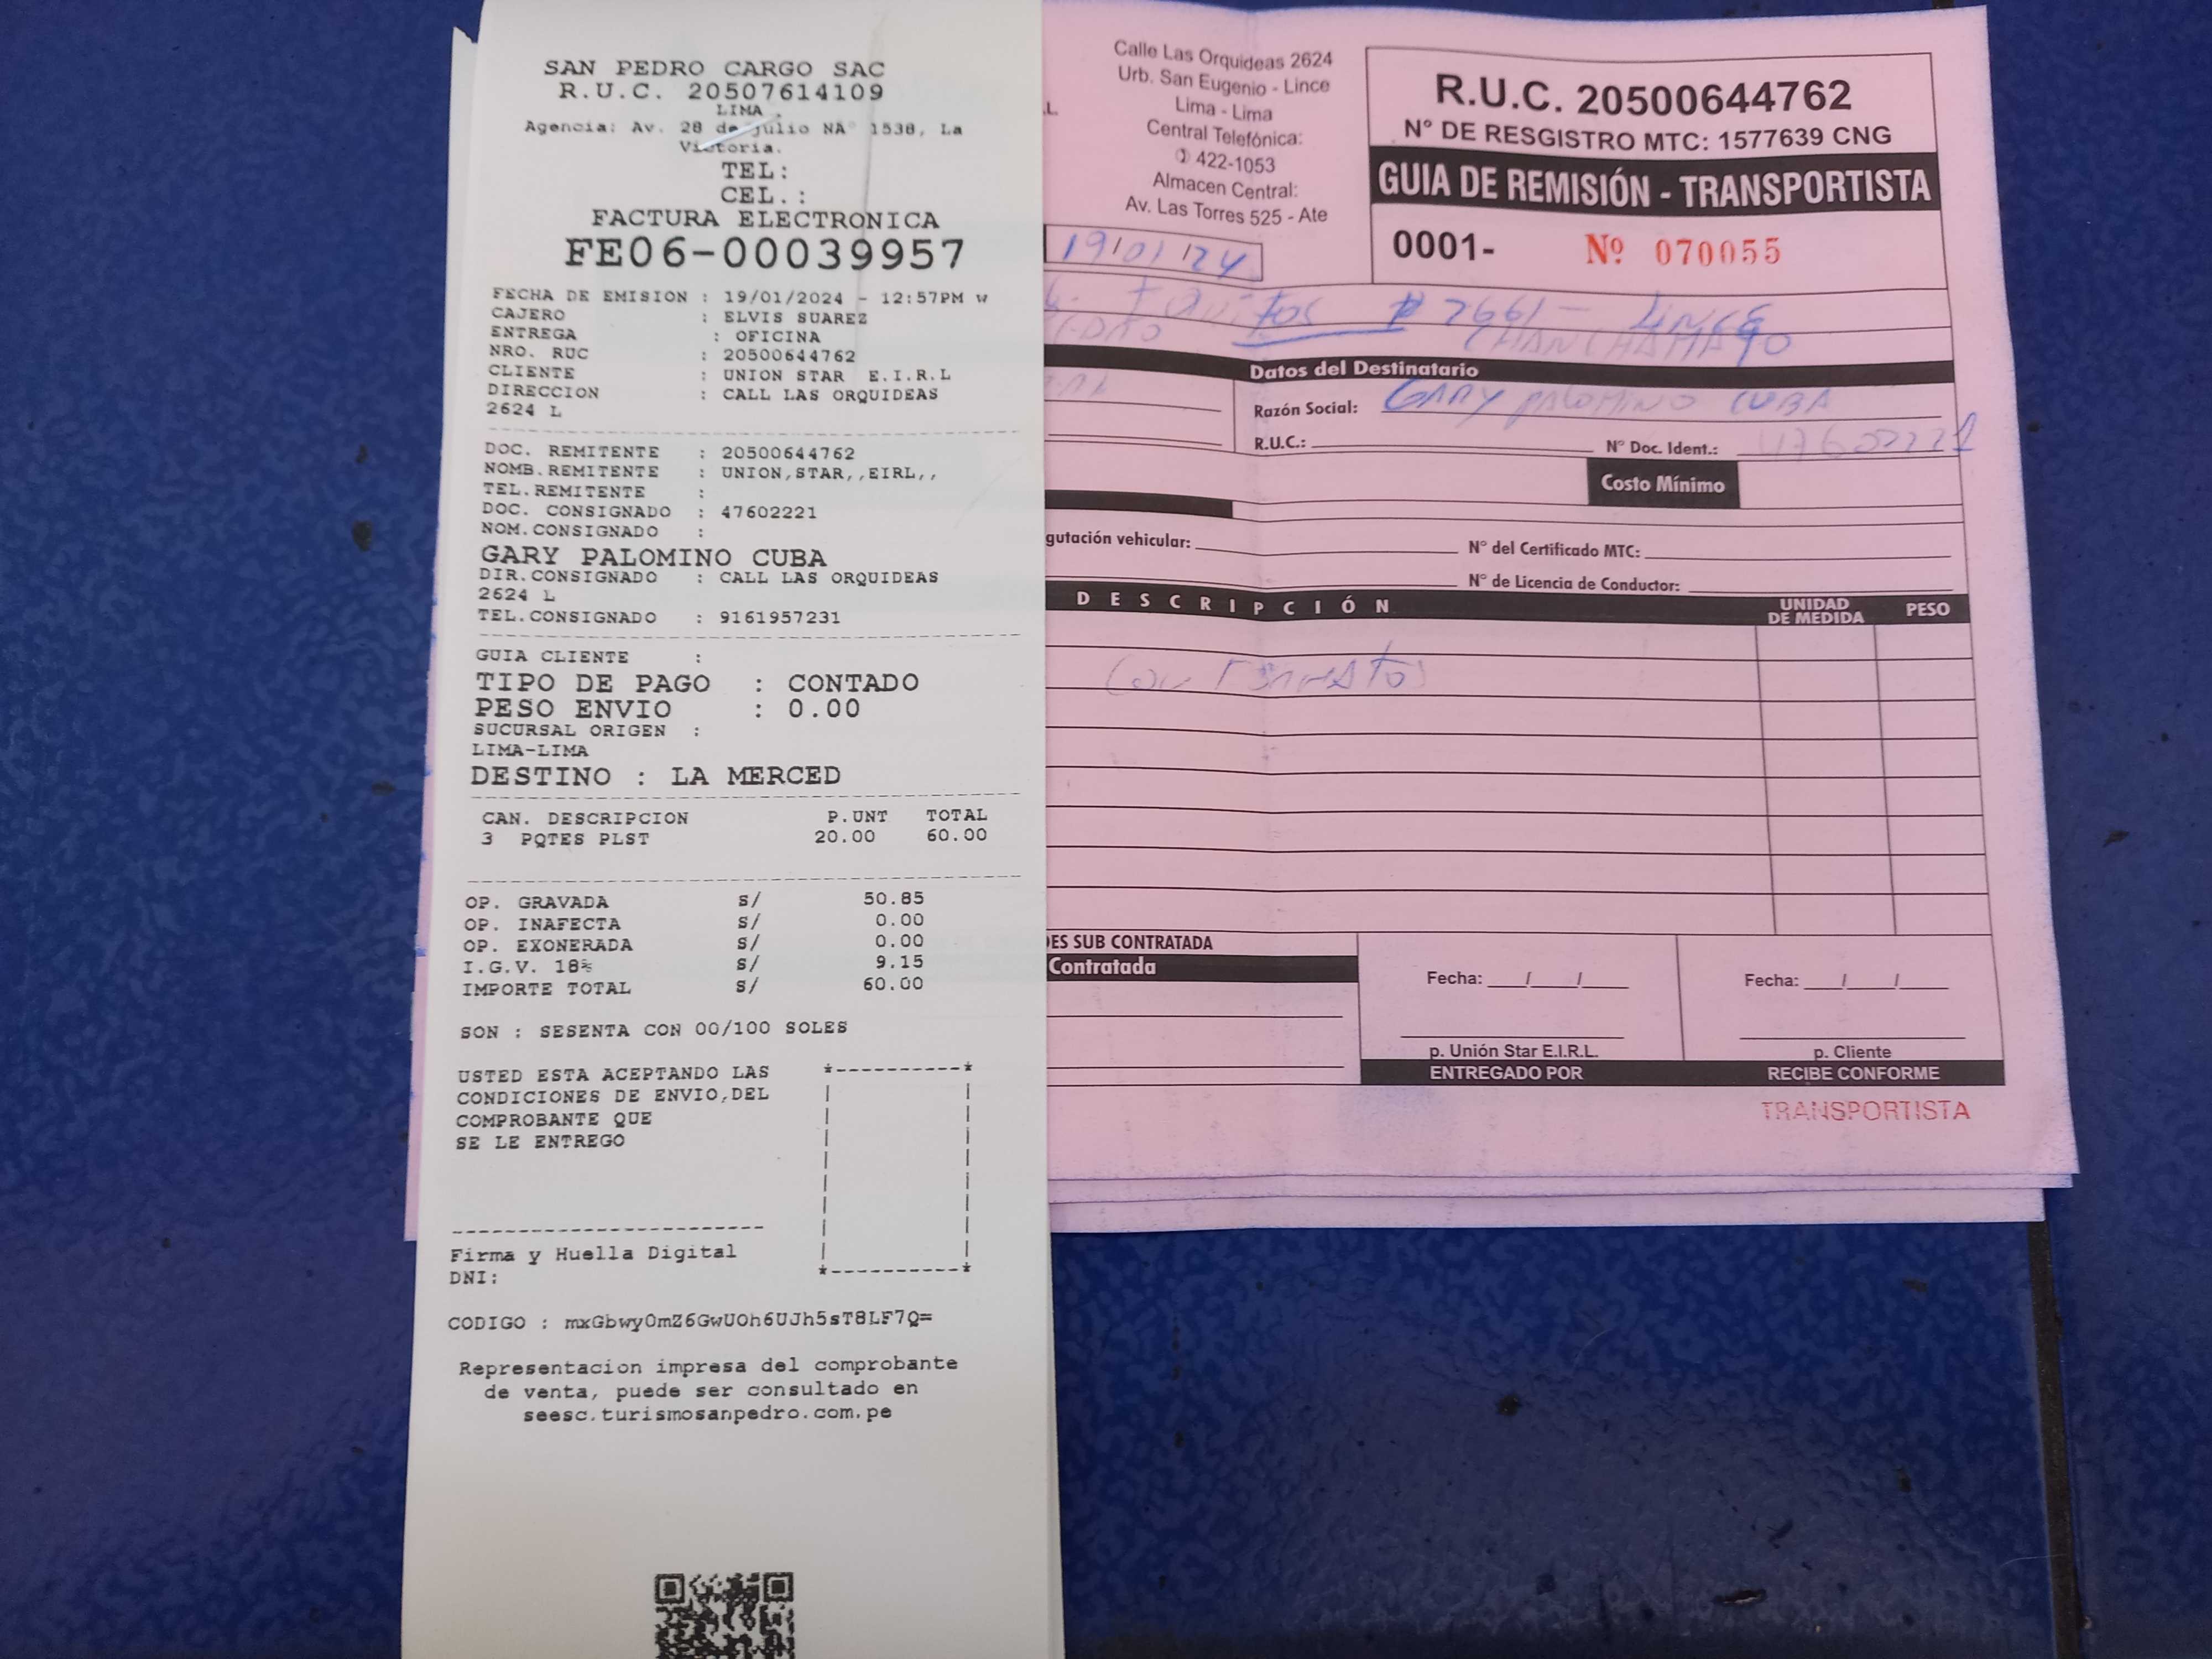 SAN PEDRO CARGO SAC
R.U.C. 20507614109
LIMA
Agencia: Av. 28 de julio NA° 1538, La
Victoria.
TEL:
CEL.:
FACTURA ELECTRONICA
FE06-00039957
FECHA DE EMISION : 19/01/2024 - 12:57PM w
CAJERO : ELVIS SUAREZ
ENTREGA : OFICINA
NRO. RUC : 20500644762
CLIENTE : UNION STAR E.I.R.L
DIRECCION : CALL LAS ORQUIDEAS
2624 L
DOC. REMITENTE : 20500644762
NOMB.REMITENTE : UNION,STAR,,EIRL,,
TEL.REMITENTE :
DOC. CONSIGNADO : 47602221
NOM.CONSIGNADO :
GARY PALOMINO CUBA
DIR.CONSIGNADO : CALL LAS ORQUIDEAS
2624 L
TEL.CONSIGNADO : 9161957231
GUIA CLIENTE :
TIPO DE PAGO : CONTADO
PESO ENVIO : 0.00
SUCURSAL ORIGEN :
LIMA-LIMA
DESTINO : LA MERCED
CAN. DESCRIPCION P.UNT TOTAL
3 PQTES PLST 20.00 60.00
OP. GRAVADA S/ 50.85
OP. INAFECTA S/ 0.00
OP. EXONERADA S/ 0.00
I.G.V. 18% S/ 9.15
IMPORTE TOTAL S/ 60.00
SON : SESENTA CON 00/100 SOLES
USTED ESTA ACEPTANDO LAS
CONDICIONES DE ENVIO,DEL
COMPROBANTE QUE
SE LE ENTREGO
Firma y Huella Digital
DNI:
CODIGO : mxGbwy0mZ6GwUOh6UJh5sT8LF7Q=
Representacion impresa del comprobante
de venta, puede ser consultado en
seesc.turismosanpedro.com.pe
Calle Las Orquideas 2624
Urb. San Eugenio - Lince
Lima - Lima
Central Telefónica:
422-1053
Almacen Central:
Av. Las Torres 525 - Ate
R.U.C. 20500644762
N° DE RESGISTRO MTC: 1577639 CNG
GUIA DE REMISIÓN - TRANSPORTISTA
0001- Nº 070055
19/01/24
2661 - LINCE
CHANCHAMAYO
Datos del Destinatario
Razón Social: GARY PALOMINO CUBA
R.U.C.: N° Doc. Ident.: 47602221
Costo Mínimo
gutación vehicular: N° del Certificado MTC:
N° de Licencia de Conductor:
DESCRIPCIÓN UNIDAD DE MEDIDA PESO
ES SUB CONTRATADA
Contratada
Fecha: / / Fecha: / /
p. Unión Star E.I.R.L. p. Cliente
ENTREGADO POR RECIBE CONFORME
TRANSPORTISTA